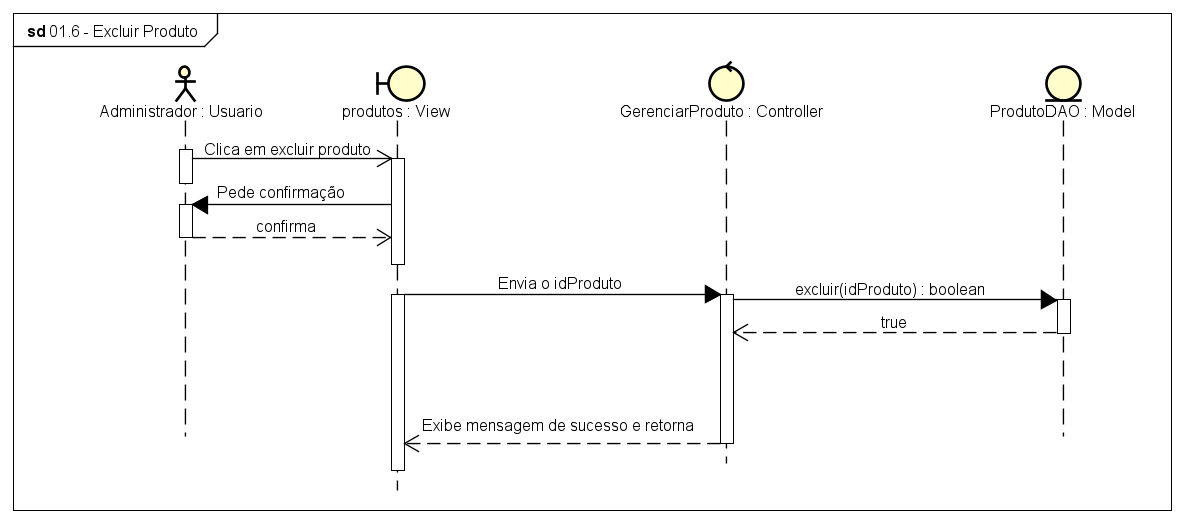 sd 01.6 - Excluir Produto
Administrador : Usuario
produtos : View
GerenciarProduto : Controller
ProdutoDAO : Model
Clica em excluir produto
Pede confirmação
confirma
Envia o idProduto
excluir(idProduto) : boolean
true
Exibe mensagem de sucesso e retorna